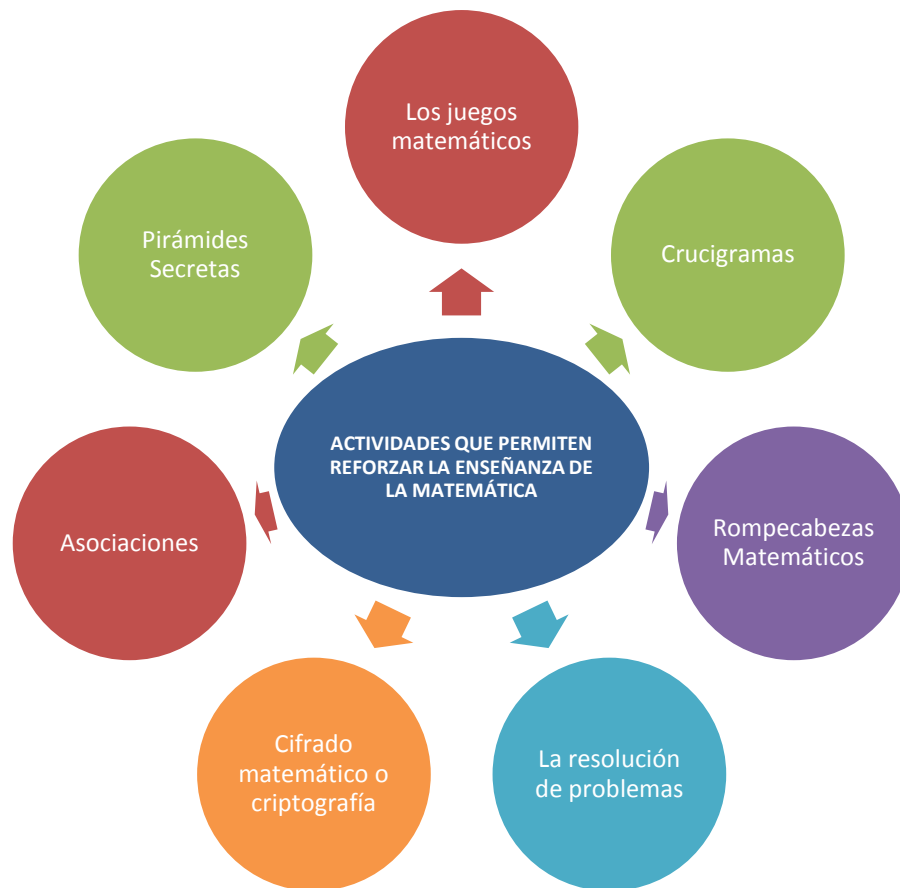 Los juegos
matemáticos
Crucigramas
Rompecabezas
Matemáticos
La resolución
de problemas
Cifrado
matemático o
criptografía
Asociaciones
Pirámides
Secretas
ACTIVIDADES QUE PERMITEN
REFORZAR LA ENSEÑANZA DE
LA MATEMÁTICA